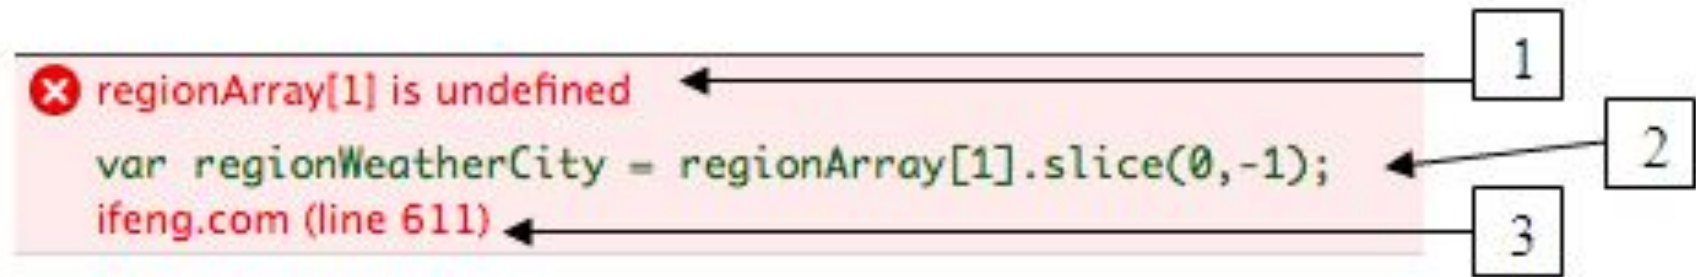 regionArray[1] is undefined
1
var regionWeatherCity = regionArray[1].slice(0,-1);
2
ifeng.com (line 611)
3